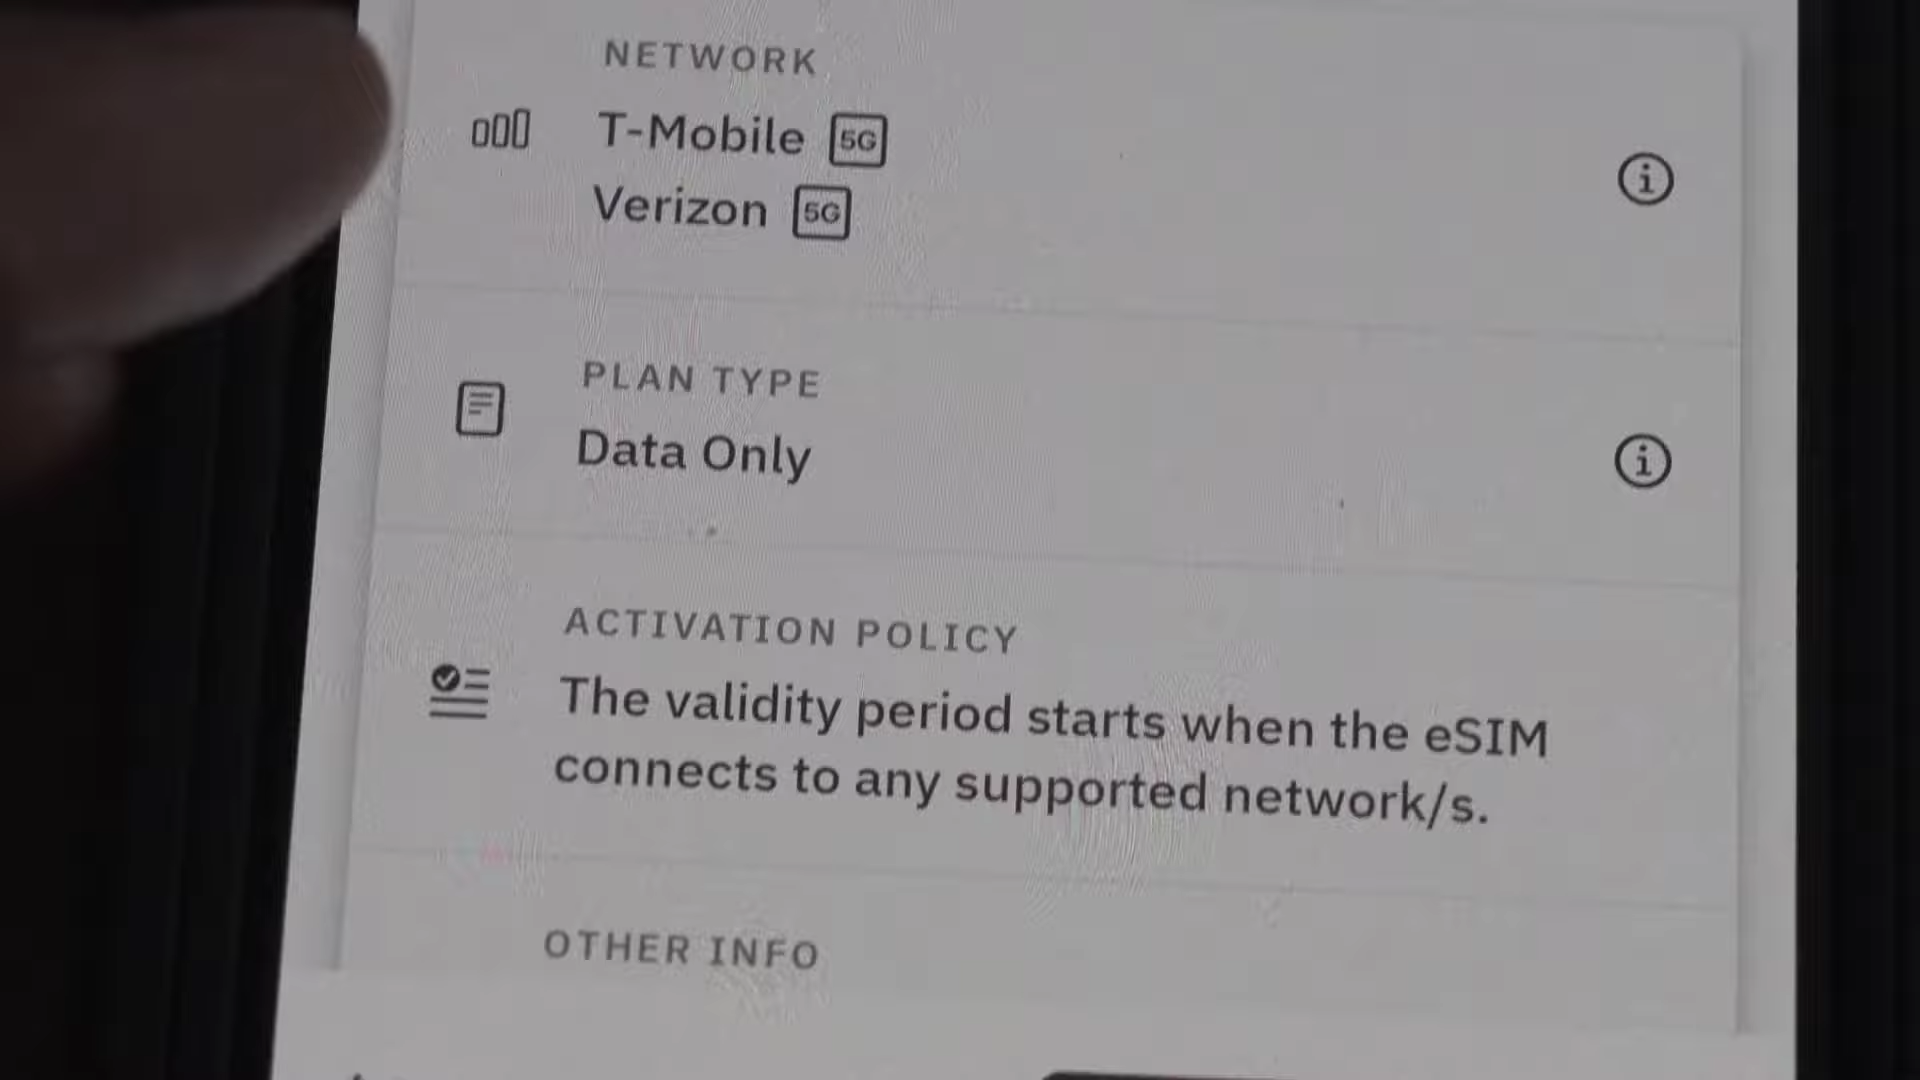 NETWORK
T-Mobile 5G
Verizon 5G
PLAN TYPE
Data Only
ACTIVATION POLICY
The validity period starts when the eSIM
connects to any supported network/s.
OTHER INFO